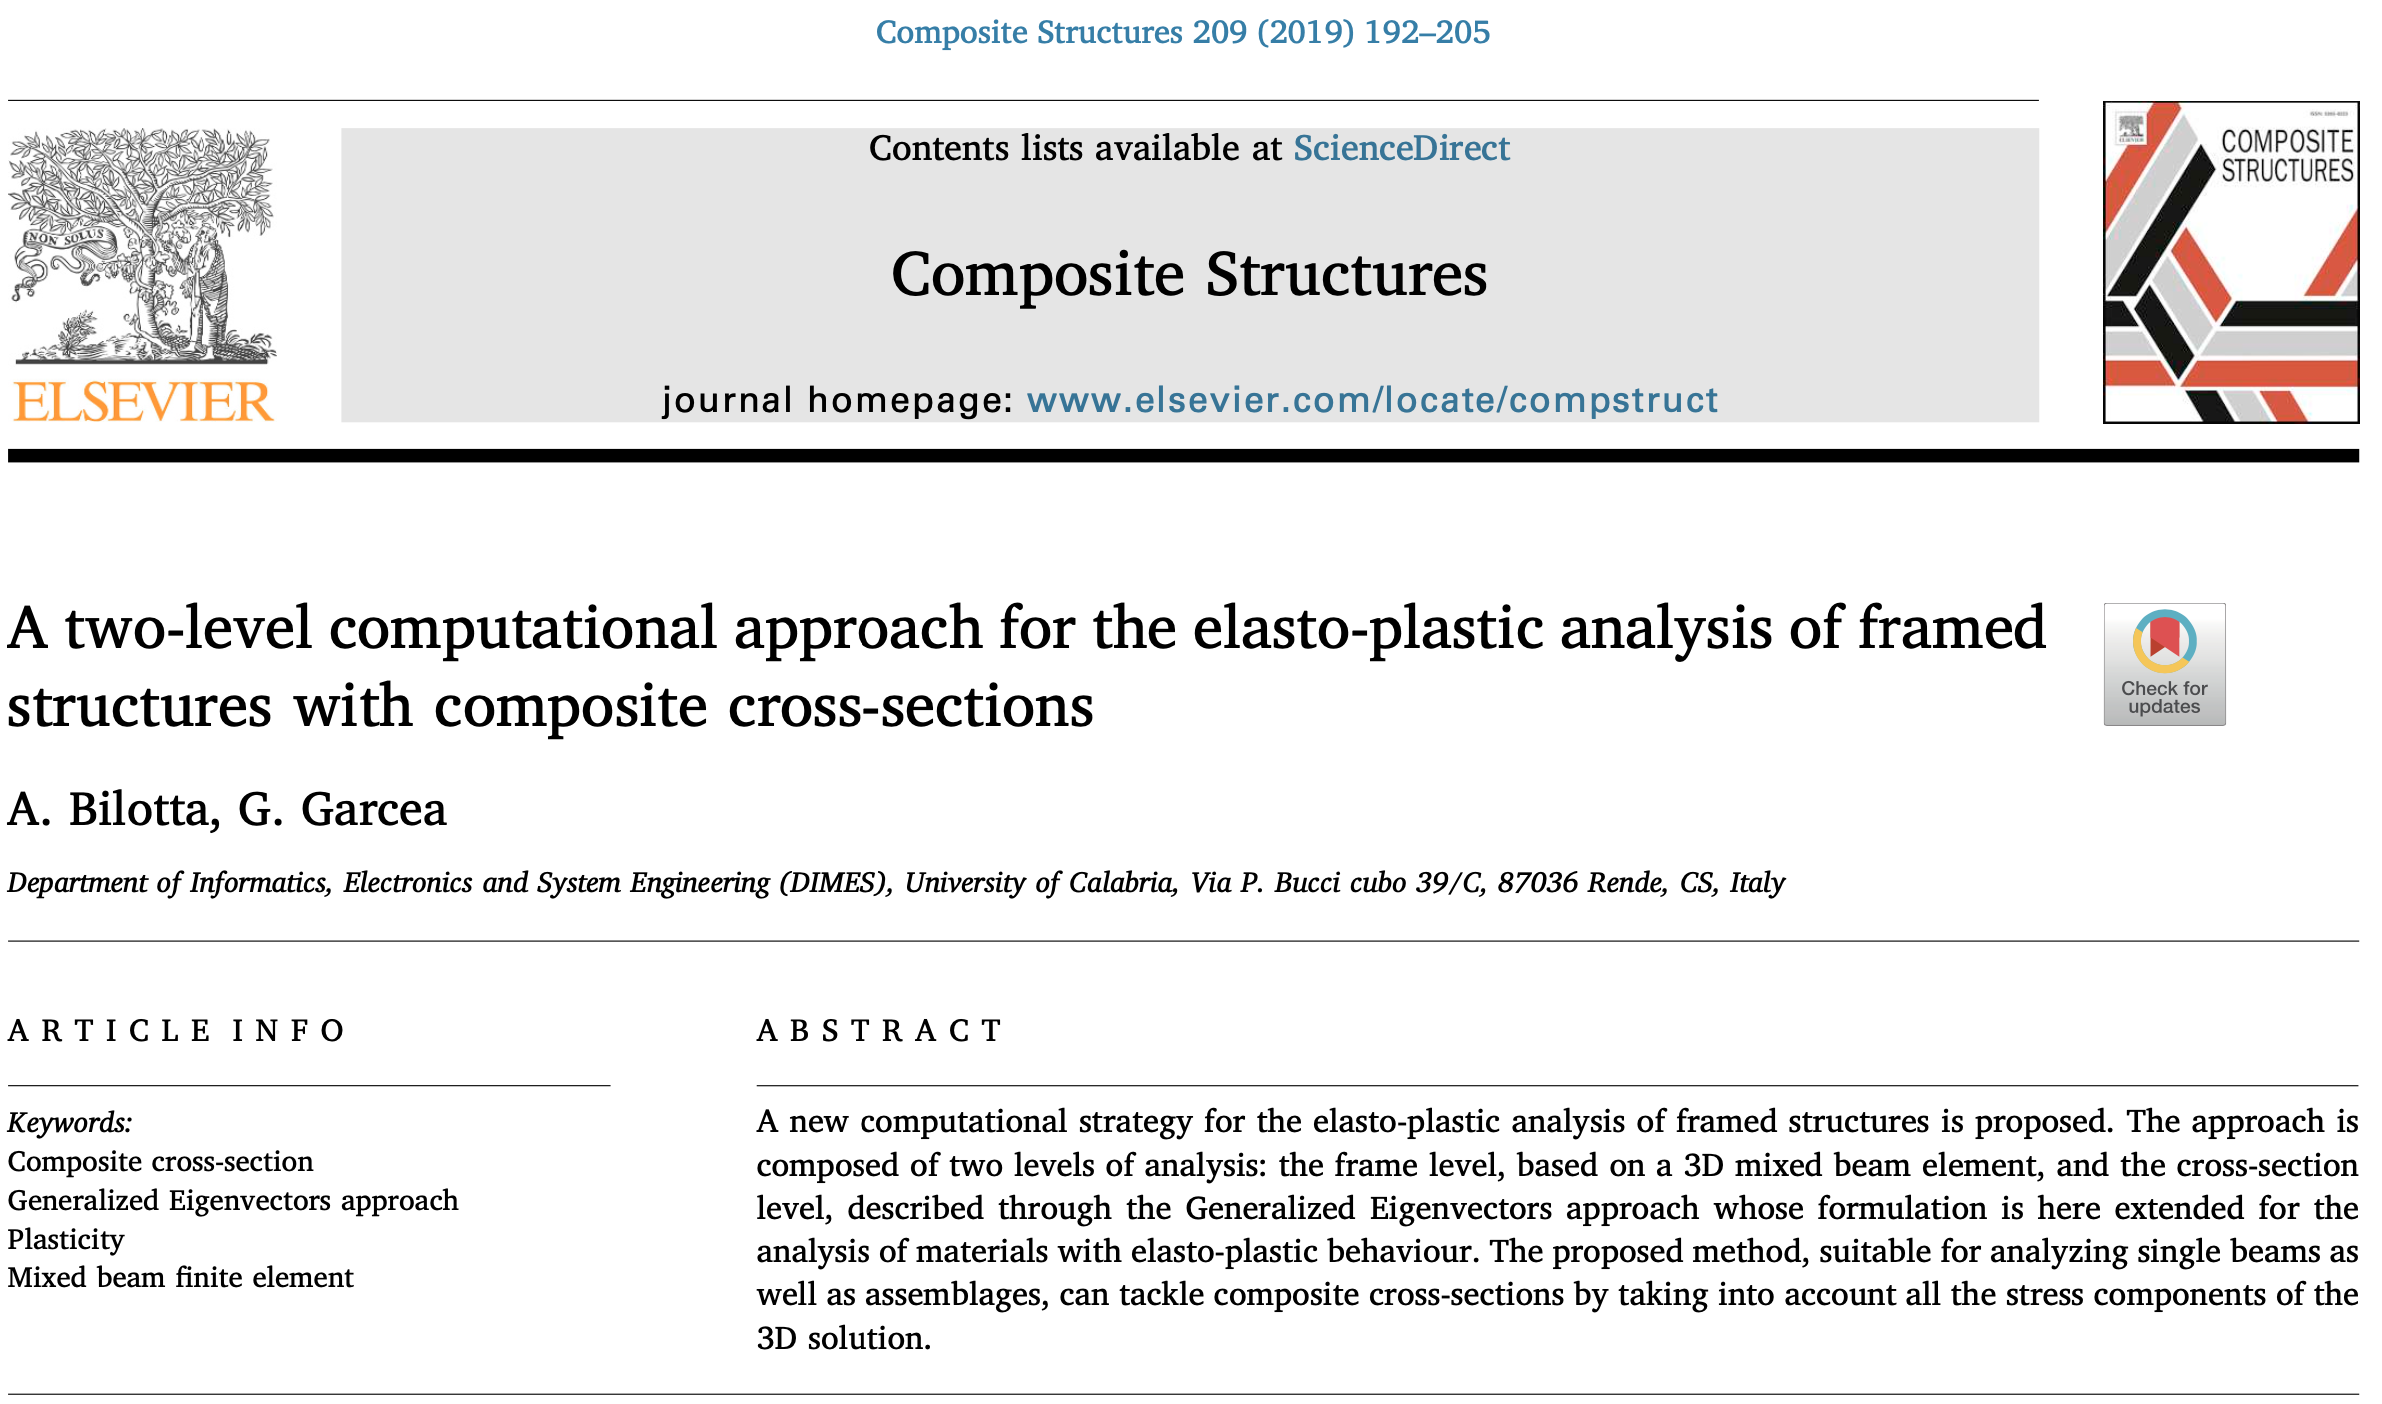 Composite Structures 209 (2019) 192–205
Contents lists available at ScienceDirect
Composite Structures
journal homepage: www.elsevier.com/locate/compstruct
NON SOLUS
ELSEVIER
ELSEVIER
COMPOSITE
STRUCTURES
A two-level computational approach for the elasto-plastic analysis of framed
structures with composite cross-sections
Check for
updates
A. Bilotta, G. Garcea
Department of Informatics, Electronics and System Engineering (DIMES), University of Calabria, Via P. Bucci cubo 39/C, 87036 Rende, CS, Italy
ARTICLE INFO
Keywords:
Composite cross-section
Generalized Eigenvectors approach
Plasticity
Mixed beam finite element
ABSTRACT
A new computational strategy for the elasto-plastic analysis of framed structures is proposed. The approach is
composed of two levels of analysis: the frame level, based on a 3D mixed beam element, and the cross-section
level, described through the Generalized Eigenvectors approach whose formulation is here extended for the
analysis of materials with elasto-plastic behaviour. The proposed method, suitable for analyzing single beams as
well as assemblages, can tackle composite cross-sections by taking into account all the stress components of the
3D solution.